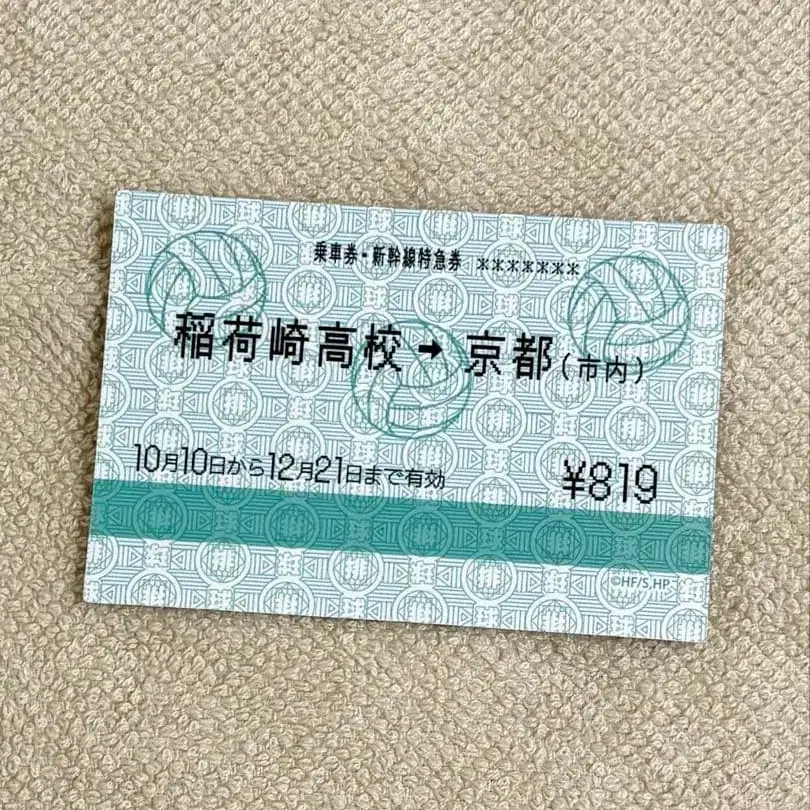 乗車券・新幹線特急券 *******
稲荷崎高校➡京都(市内)
10月10日から12月21日まで有効
¥819
©HF/S,HP